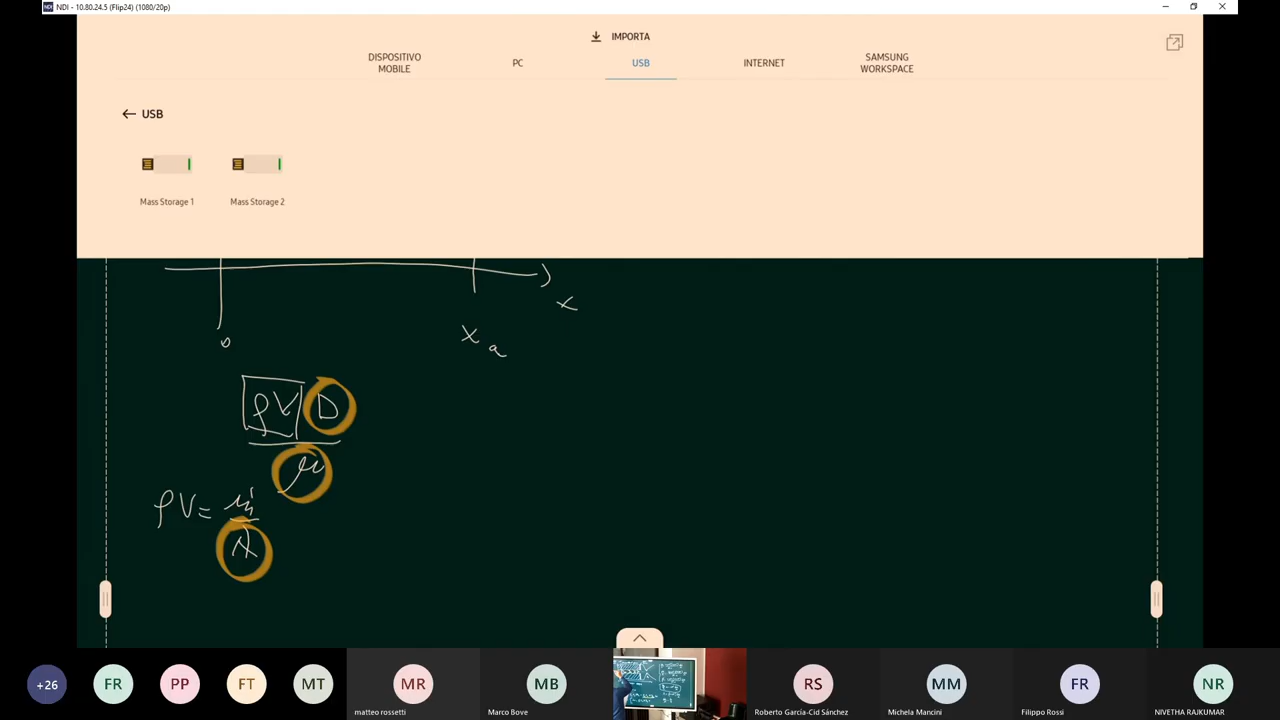 NDI - 10.80.24.5 (Flip24) (1080/20p)
IMPORTA
DISPOSITIVO MOBILE
PC
USB
INTERNET
SAMSUNG WORKSPACE
USB
Mass Storage 1
Mass Storage 2
x
0
x a
ρV D
μ
ρV = ṁ
A
+26
FR
PP
FT
MT
MR
matteo rossetti
MB
Marco Bove
RS
Roberto García-Cid Sánchez
MM
Michela Mancini
FR
Filippo Rossi
NR
NIVETHA RAJKUMAR